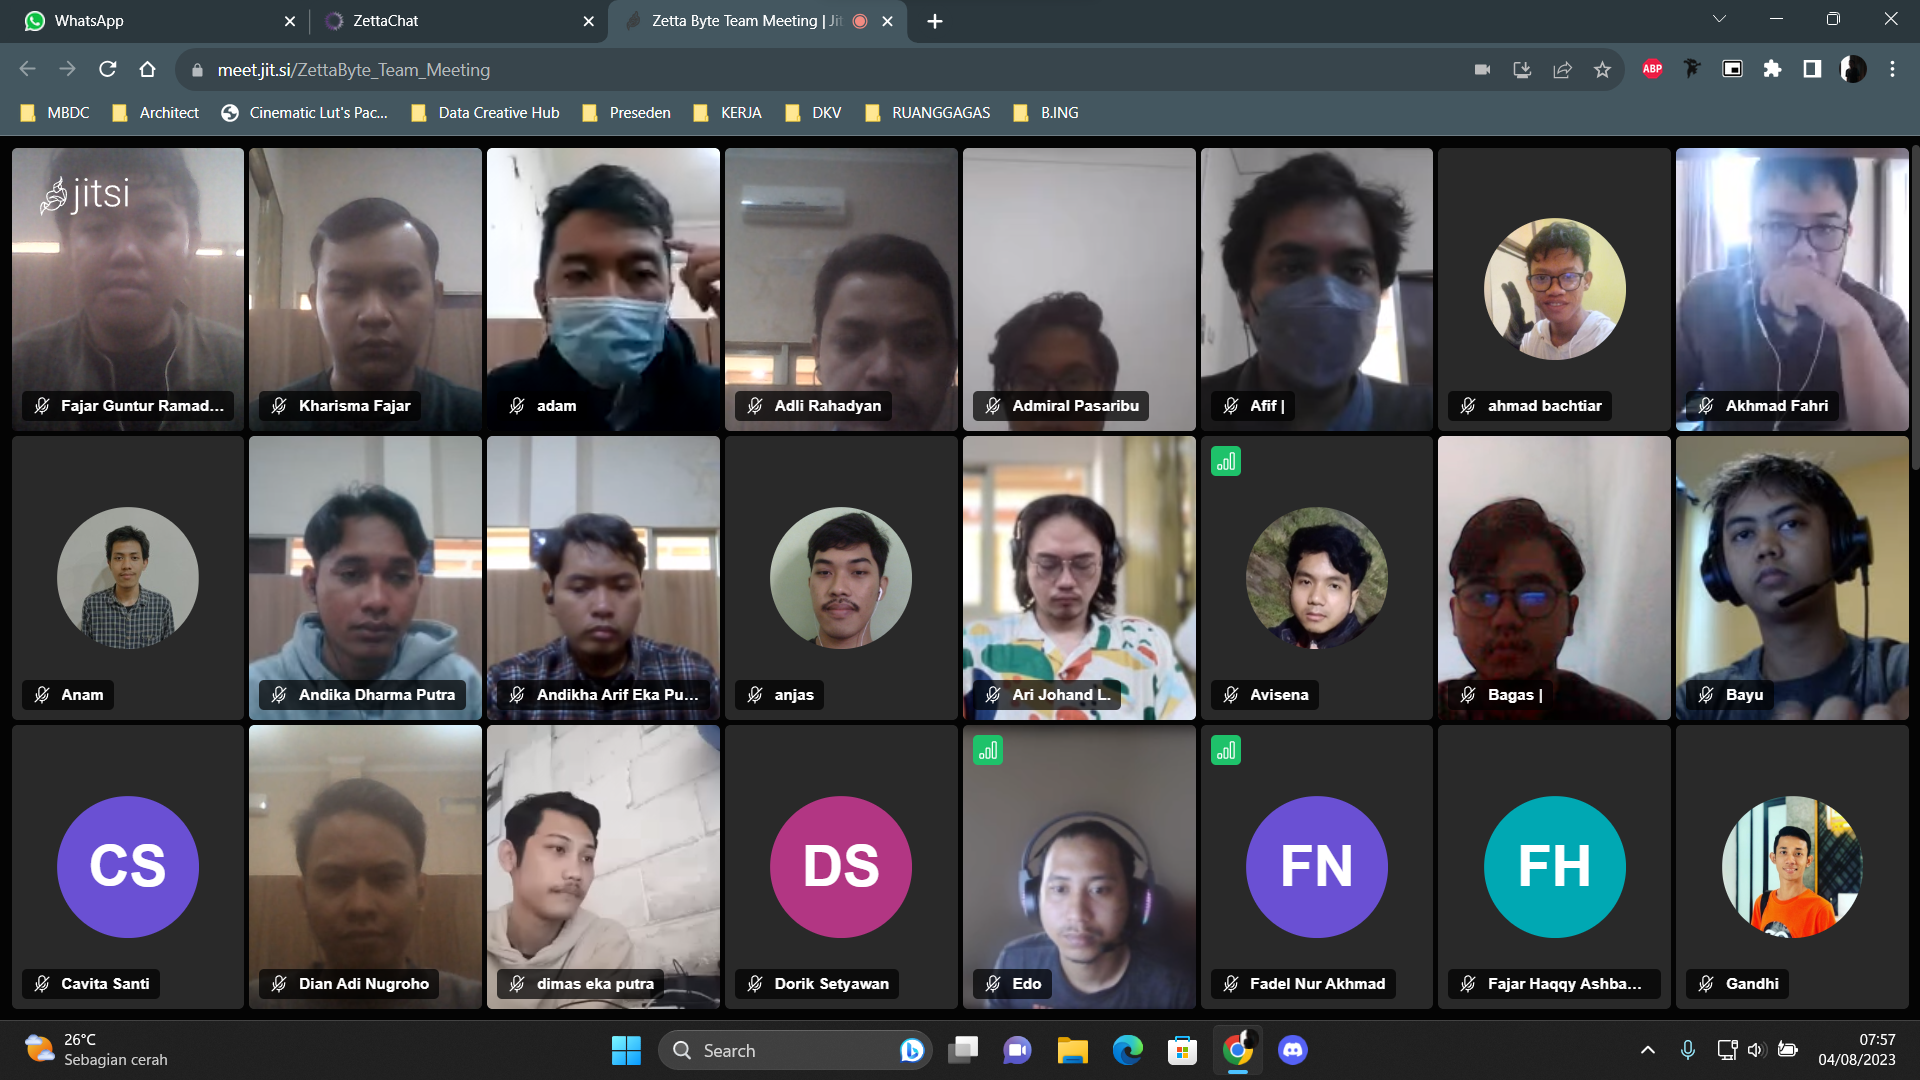 WhatsApp
ZettaChat
Zetta Byte Team Meeting | Jit
meet.jit.si/ZettaByte_Team_Meeting
ABP
MBDC
Architect
Cinematic Lut's Pac...
Data Creative Hub
Preseden
KERJA
DKV
RUANGGAGAS
B.ING
jitsi
Fajar Guntur Ramad...
Kharisma Fajar
adam
Adli Rahadyan
Admiral Pasaribu
Afif |
ahmad bachtiar
Akhmad Fahri
Anam
Andika Dharma Putra
Andikha Arif Eka Pu...
anjas
Ari Johand L.
Avisena
Bagas |
Bayu
CS
DS
FN
FH
Cavita Santi
Dian Adi Nugroho
dimas eka putra
Dorik Setyawan
Edo
Fadel Nur Akhmad
Fajar Haqqy Ashba...
Gandhi
26°C
Sebagian cerah
Search
07:57
04/08/2023